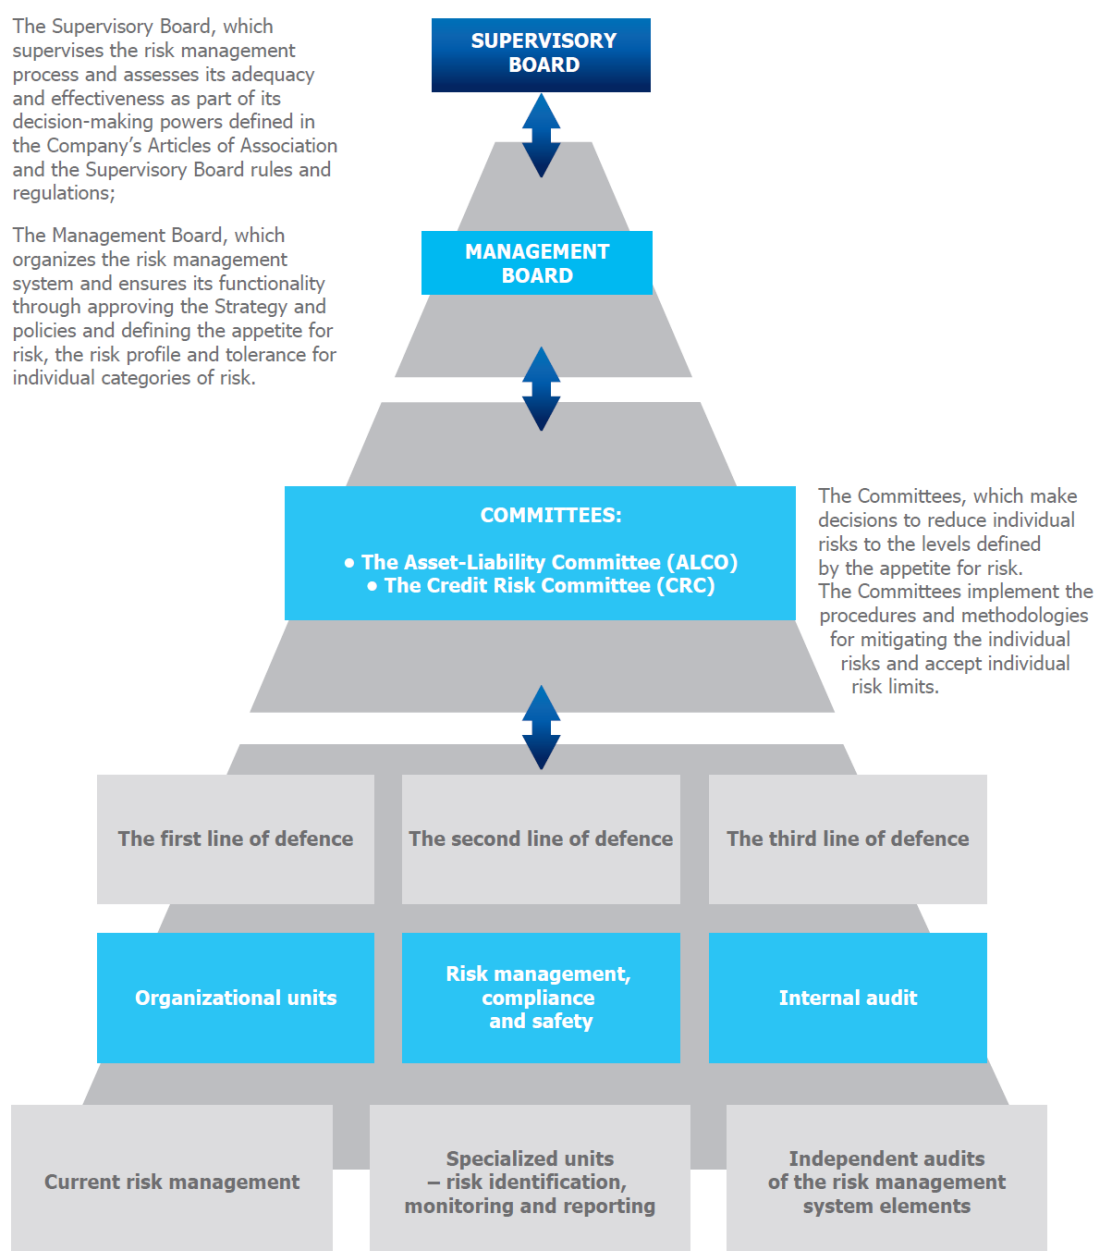 The Supervisory Board, which
supervises the risk management
process and assesses its adequacy
and effectiveness as part of its
decision-making powers defined in
the Company’s Articles of Association
and the Supervisory Board rules and
regulations;
The Management Board, which
organizes the risk management
system and ensures its functionality
through approving the Strategy and
policies and defining the appetite for
risk, the risk profile and tolerance for
individual categories of risk.
SUPERVISORY
BOARD
MANAGEMENT
BOARD
COMMITTEES:
• The Asset-Liability Committee (ALCO)
• The Credit Risk Committee (CRC)
The Committees, which make
decisions to reduce individual
risks to the levels defined
by the appetite for risk.
The Committees implement the
procedures and methodologies
for mitigating the individual
risks and accept individual
risk limits.
The first line of defence
The second line of defence
The third line of defence
Organizational units
Risk management,
compliance
and safety
Internal audit
Current risk management
Specialized units
– risk identification,
monitoring and reporting
Independent audits
of the risk management
system elements